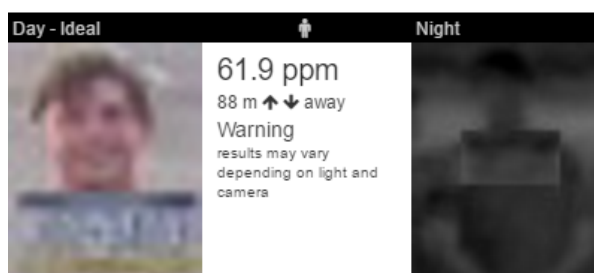 Day - Ideal
Night
61.9 ppm
88 m ↑ ↓ away
Warning
results may vary
depending on light and
camera